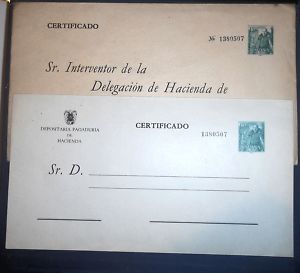 CERTIFICADO
№ 1380507
Sr. Interventor de la
Delegación de Hacienda de
DEPOSITARIA PAGADURIA
DE
HACIENDA
CERTIFICADO
1380507
Sr. D.